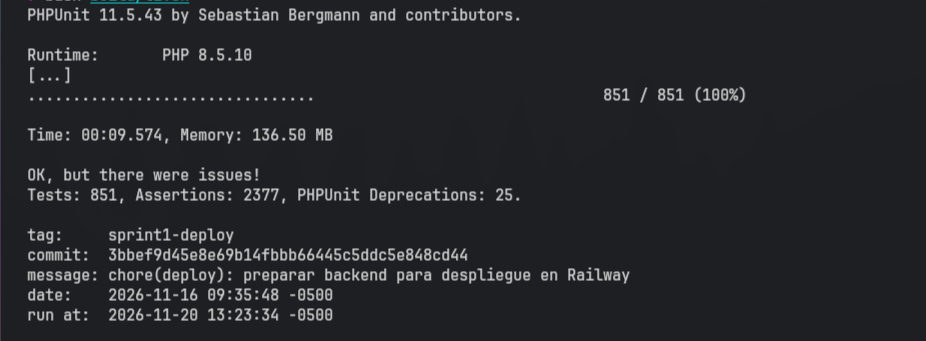 PHPUnit 11.5.43 by Sebastian Bergmann and contributors.
Runtime: PHP 8.5.10
[...]
................................ 851 / 851 (100%)
Time: 00:09.574, Memory: 136.50 MB
OK, but there were issues!
Tests: 851, Assertions: 2377, PHPUnit Deprecations: 25.
tag: sprint1-deploy
commit: 3bbef9d45e8e69b14fbbb66445c5ddc5e848cd44
message: chore(deploy): preparar backend para despliegue en Railway
date: 2026-11-16 09:35:48 -0500
run at: 2026-11-20 13:23:34 -0500